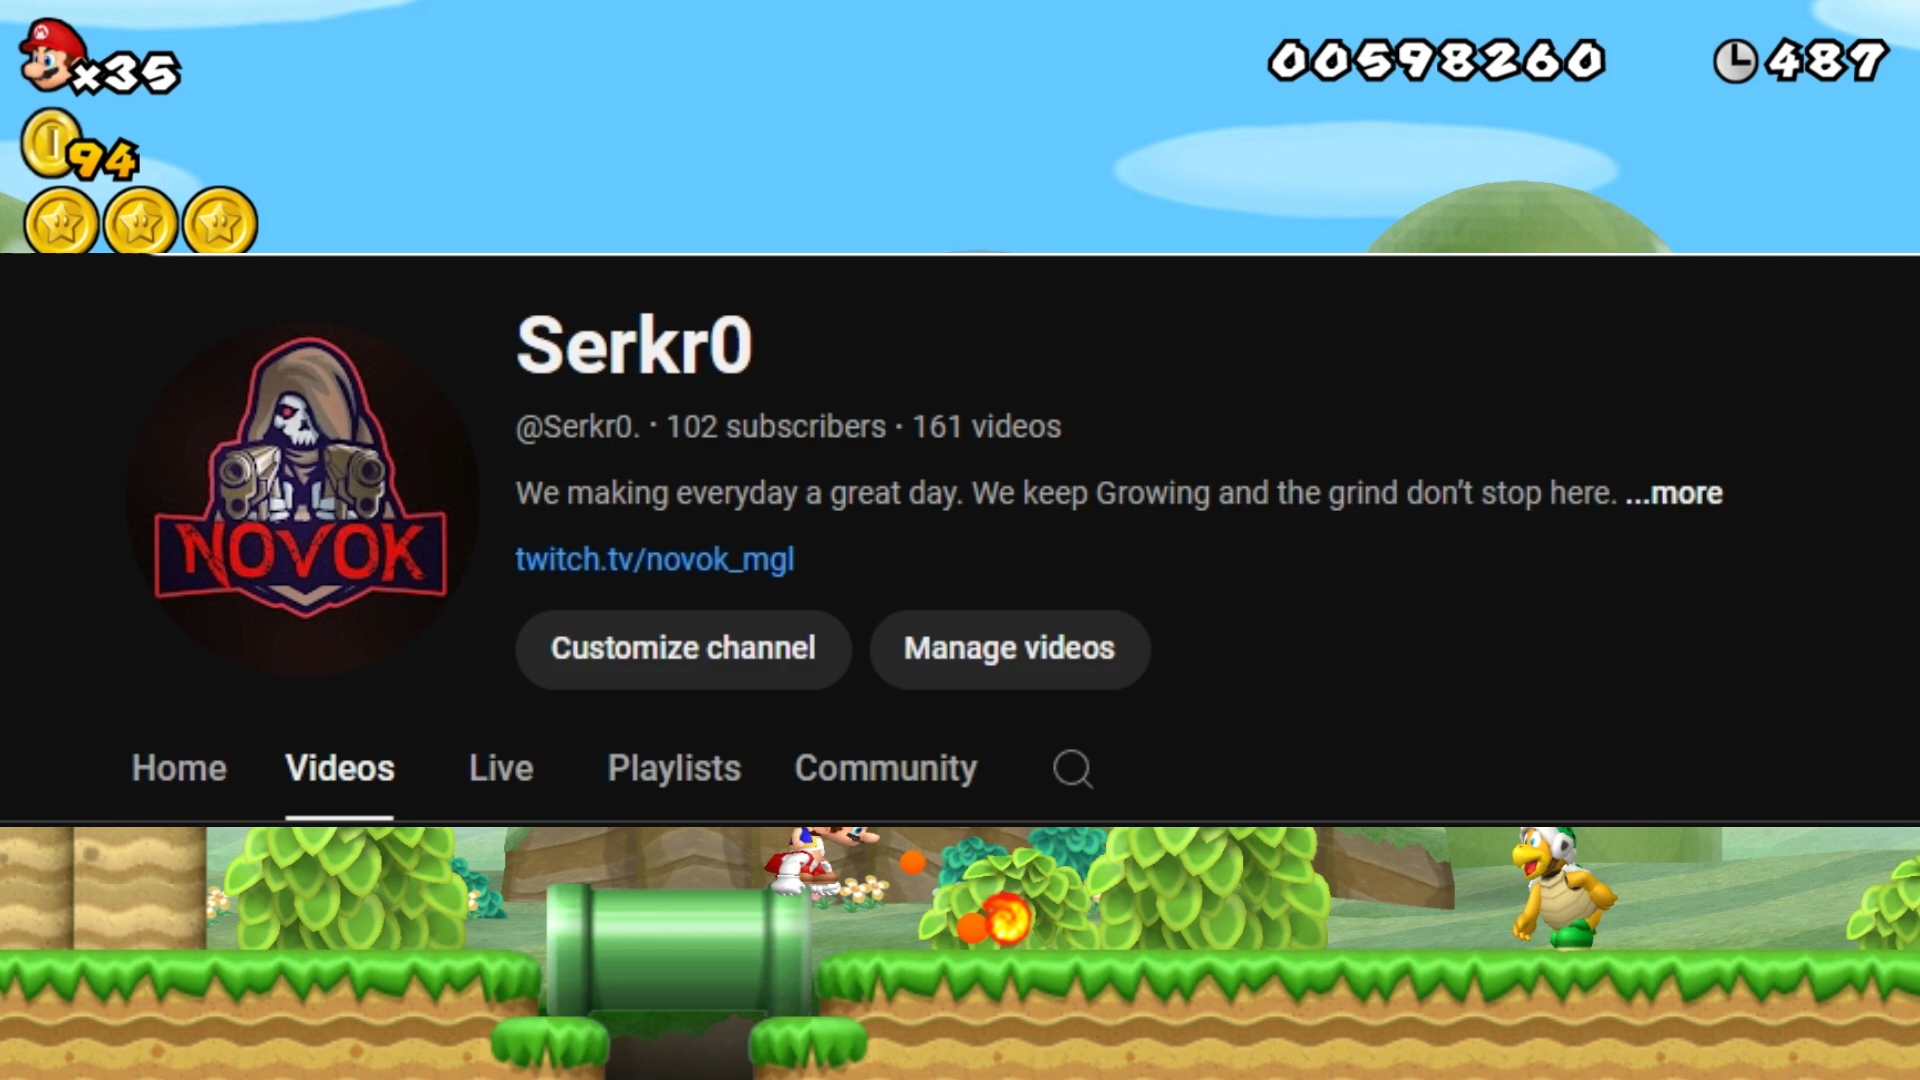 x35
00598260
487
94
Serkr0
@Serkr0. · 102 subscribers · 161 videos
We making everyday a great day. We keep Growing and the grind don't stop here. ...more
NOVOK
twitch.tv/novok_mgl
Customize channel
Manage videos
Home
Videos
Live
Playlists
Community